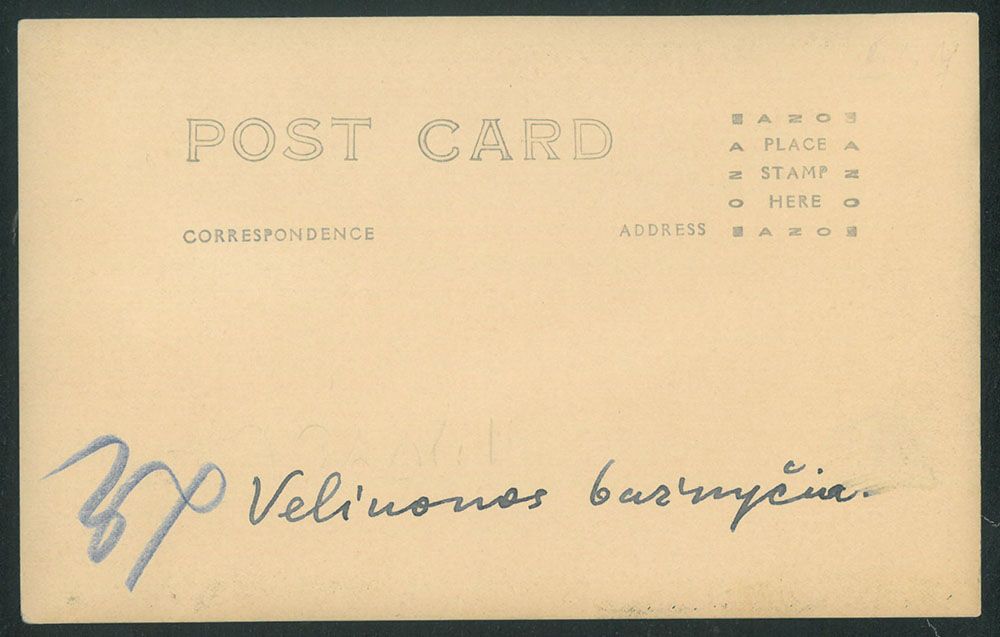 POST CARD
AZO
A PLACE A
Z STAMP Z
O HERE O
AZO
CORRESPONDENCE
ADDRESS
Veliuonos bažnyčia.